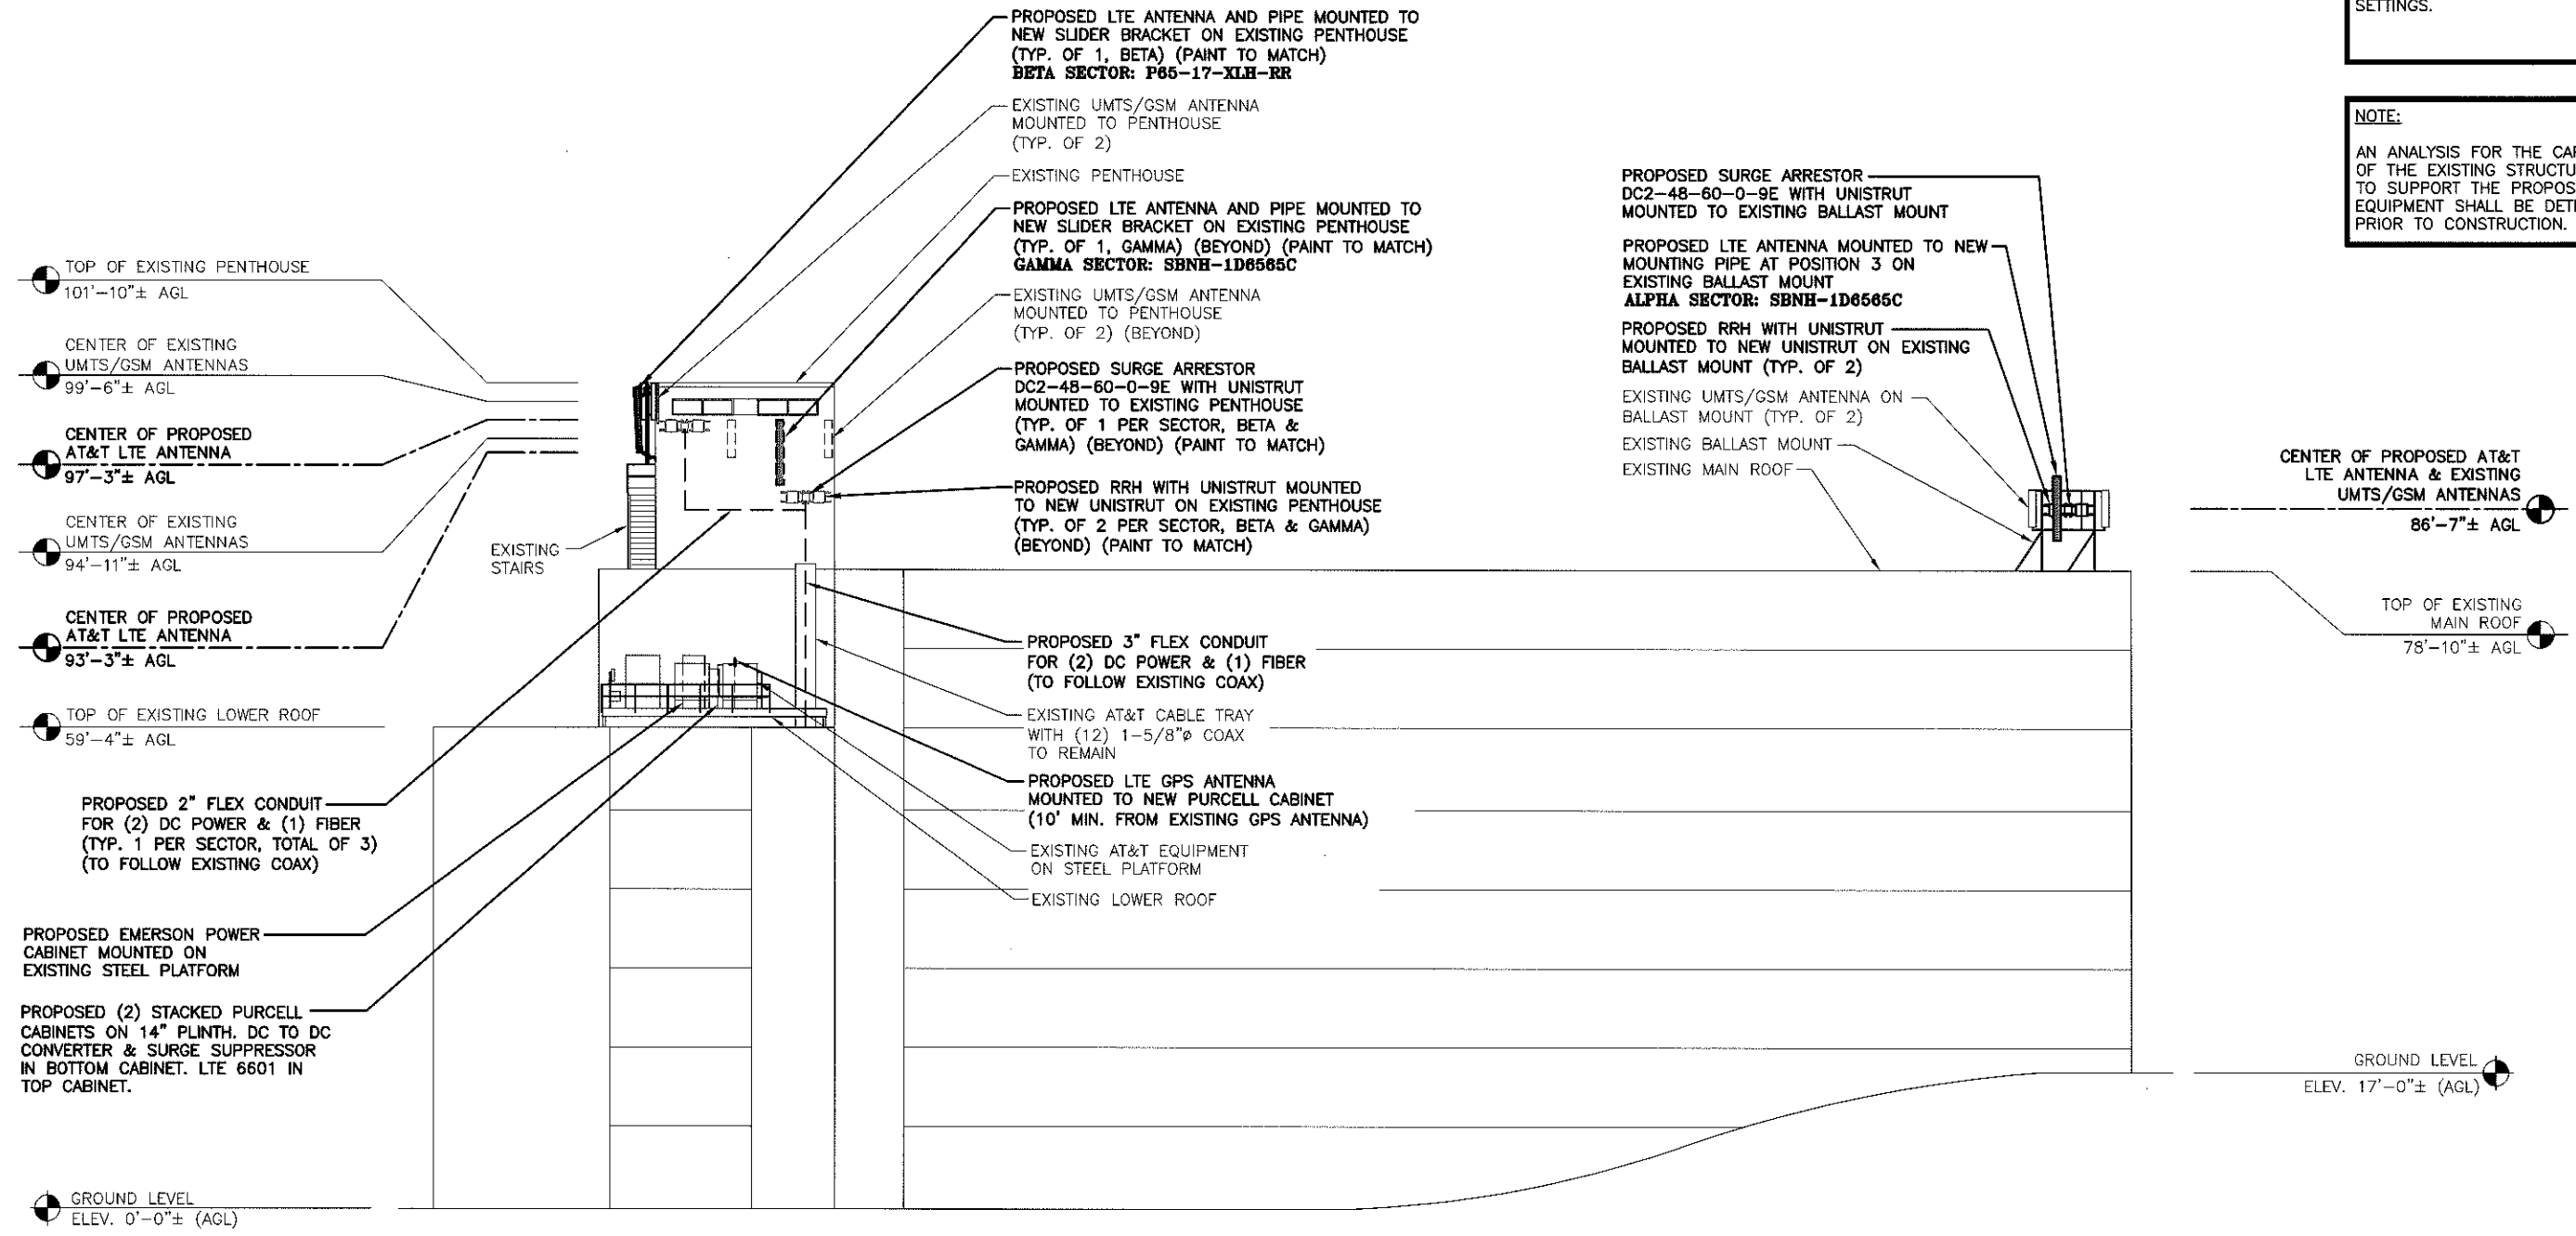 SETTINGS.
NOTE:
AN ANALYSIS FOR THE
OF THE EXISTING
TO SUPPORT THE
EQUIPMENT SHALL BE
PRIOR TO CONSTRUCTION.
PROPOSED LTE ANTENNA AND PIPE MOUNTED TO
NEW SLIDER BRACKET ON EXISTING PENTHOUSE
(TYP. OF 1, BETA) (PAINT TO MATCH)
BETA SECTOR: P65-17-XLH-RR
EXISTING UMTS/GSM ANTENNA
MOUNTED TO PENTHOUSE
(TYP. OF 2)
EXISTING PENTHOUSE
PROPOSED LTE ANTENNA AND PIPE MOUNTED TO
NEW SLIDER BRACKET ON EXISTING PENTHOUSE
(TYP. OF 1, GAMMA) (BEYOND) (PAINT TO MATCH)
GAMMA SECTOR: SBNH-1D6565C
EXISTING UMTS/GSM ANTENNA
MOUNTED TO PENTHOUSE
(TYP. OF 2) (BEYOND)
PROPOSED SURGE ARRESTOR
DC2-48-60-0-9E WITH UNISTRUT
MOUNTED TO EXISTING PENTHOUSE
(TYP. OF 1 PER SECTOR, BETA &
GAMMA) (BEYOND) (PAINT TO MATCH)
PROPOSED RRH WITH UNISTRUT MOUNTED
TO NEW UNISTRUT ON EXISTING PENTHOUSE
(TYP. OF 2 PER SECTOR, BETA & GAMMA)
(BEYOND) (PAINT TO MATCH)
PROPOSED SURGE ARRESTOR
DC2-48-60-0-9E WITH UNISTRUT
MOUNTED TO EXISTING BALLAST MOUNT
PROPOSED LTE ANTENNA MOUNTED TO NEW
MOUNTING PIPE AT POSITION 3 ON
EXISTING BALLAST MOUNT
ALPHA SECTOR: SBNH-1D6565C
PROPOSED RRH WITH UNISTRUT
MOUNTED TO NEW UNISTRUT ON EXISTING
BALLAST MOUNT (TYP. OF 2)
EXISTING UMTS/GSM ANTENNA ON
BALLAST MOUNT (TYP. OF 2)
EXISTING BALLAST MOUNT
EXISTING MAIN ROOF
TOP OF EXISTING PENTHOUSE
101'-10"± AGL
CENTER OF EXISTING
UMTS/GSM ANTENNAS
99'-6"± AGL
CENTER OF PROPOSED
AT&T LTE ANTENNA
97'-3"± AGL
CENTER OF EXISTING
UMTS/GSM ANTENNAS
94'-11"± AGL
CENTER OF PROPOSED
AT&T LTE ANTENNA
93'-3"± AGL
TOP OF EXISTING LOWER ROOF
59'-4"± AGL
EXISTING
STAIRS
CENTER OF PROPOSED AT&T
LTE ANTENNA & EXISTING
UMTS/GSM ANTENNAS
86'-7"± AGL
TOP OF EXISTING
MAIN ROOF
78'-10"± AGL
PROPOSED 3" FLEX CONDUIT
FOR (2) DC POWER & (1) FIBER
(TO FOLLOW EXISTING COAX)
EXISTING AT&T CABLE TRAY
WITH (12) 1-5/8"ø COAX
TO REMAIN
PROPOSED LTE GPS ANTENNA
MOUNTED TO NEW PURCELL CABINET
(10' MIN. FROM EXISTING GPS ANTENNA)
EXISTING AT&T EQUIPMENT
ON STEEL PLATFORM
EXISTING LOWER ROOF
PROPOSED 2" FLEX CONDUIT
FOR (2) DC POWER & (1) FIBER
(TYP. 1 PER SECTOR, TOTAL OF 3)
(TO FOLLOW EXISTING COAX)
PROPOSED EMERSON POWER
CABINET MOUNTED ON
EXISTING STEEL PLATFORM
PROPOSED (2) STACKED PURCELL
CABINETS ON 14" PLINTH. DC TO DC
CONVERTER & SURGE SUPPRESSOR
IN BOTTOM CABINET. LTE 6601 IN
TOP CABINET.
GROUND LEVEL
ELEV. 17'-0"± (AGL)
GROUND LEVEL
ELEV. 0'-0"± (AGL)